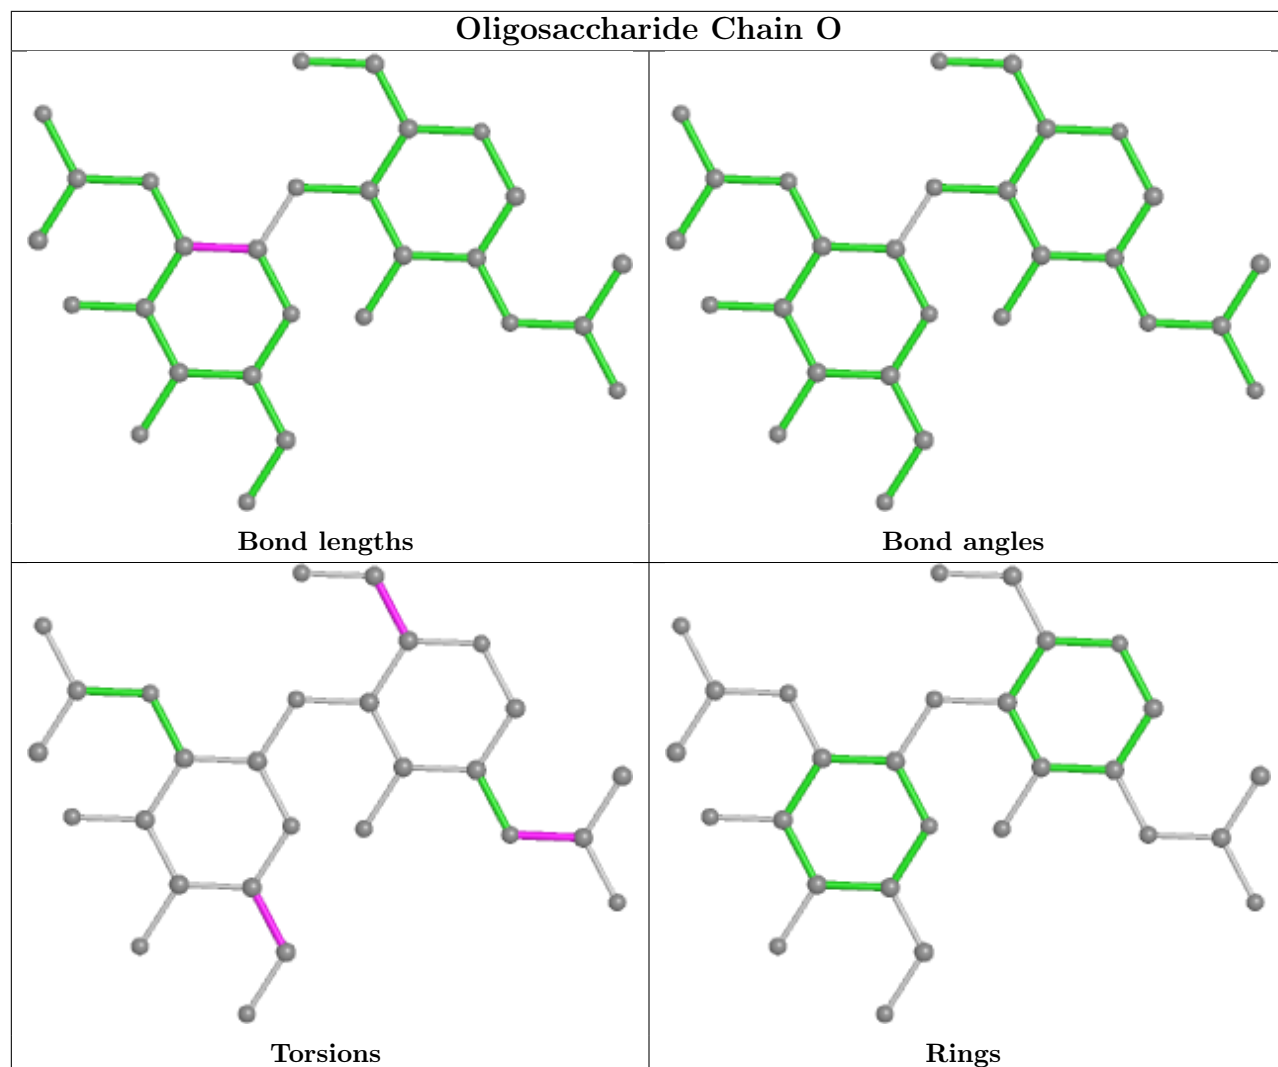 Oligosaccharide Chain O
Bond lengths
Bond angles
Torsions
Rings